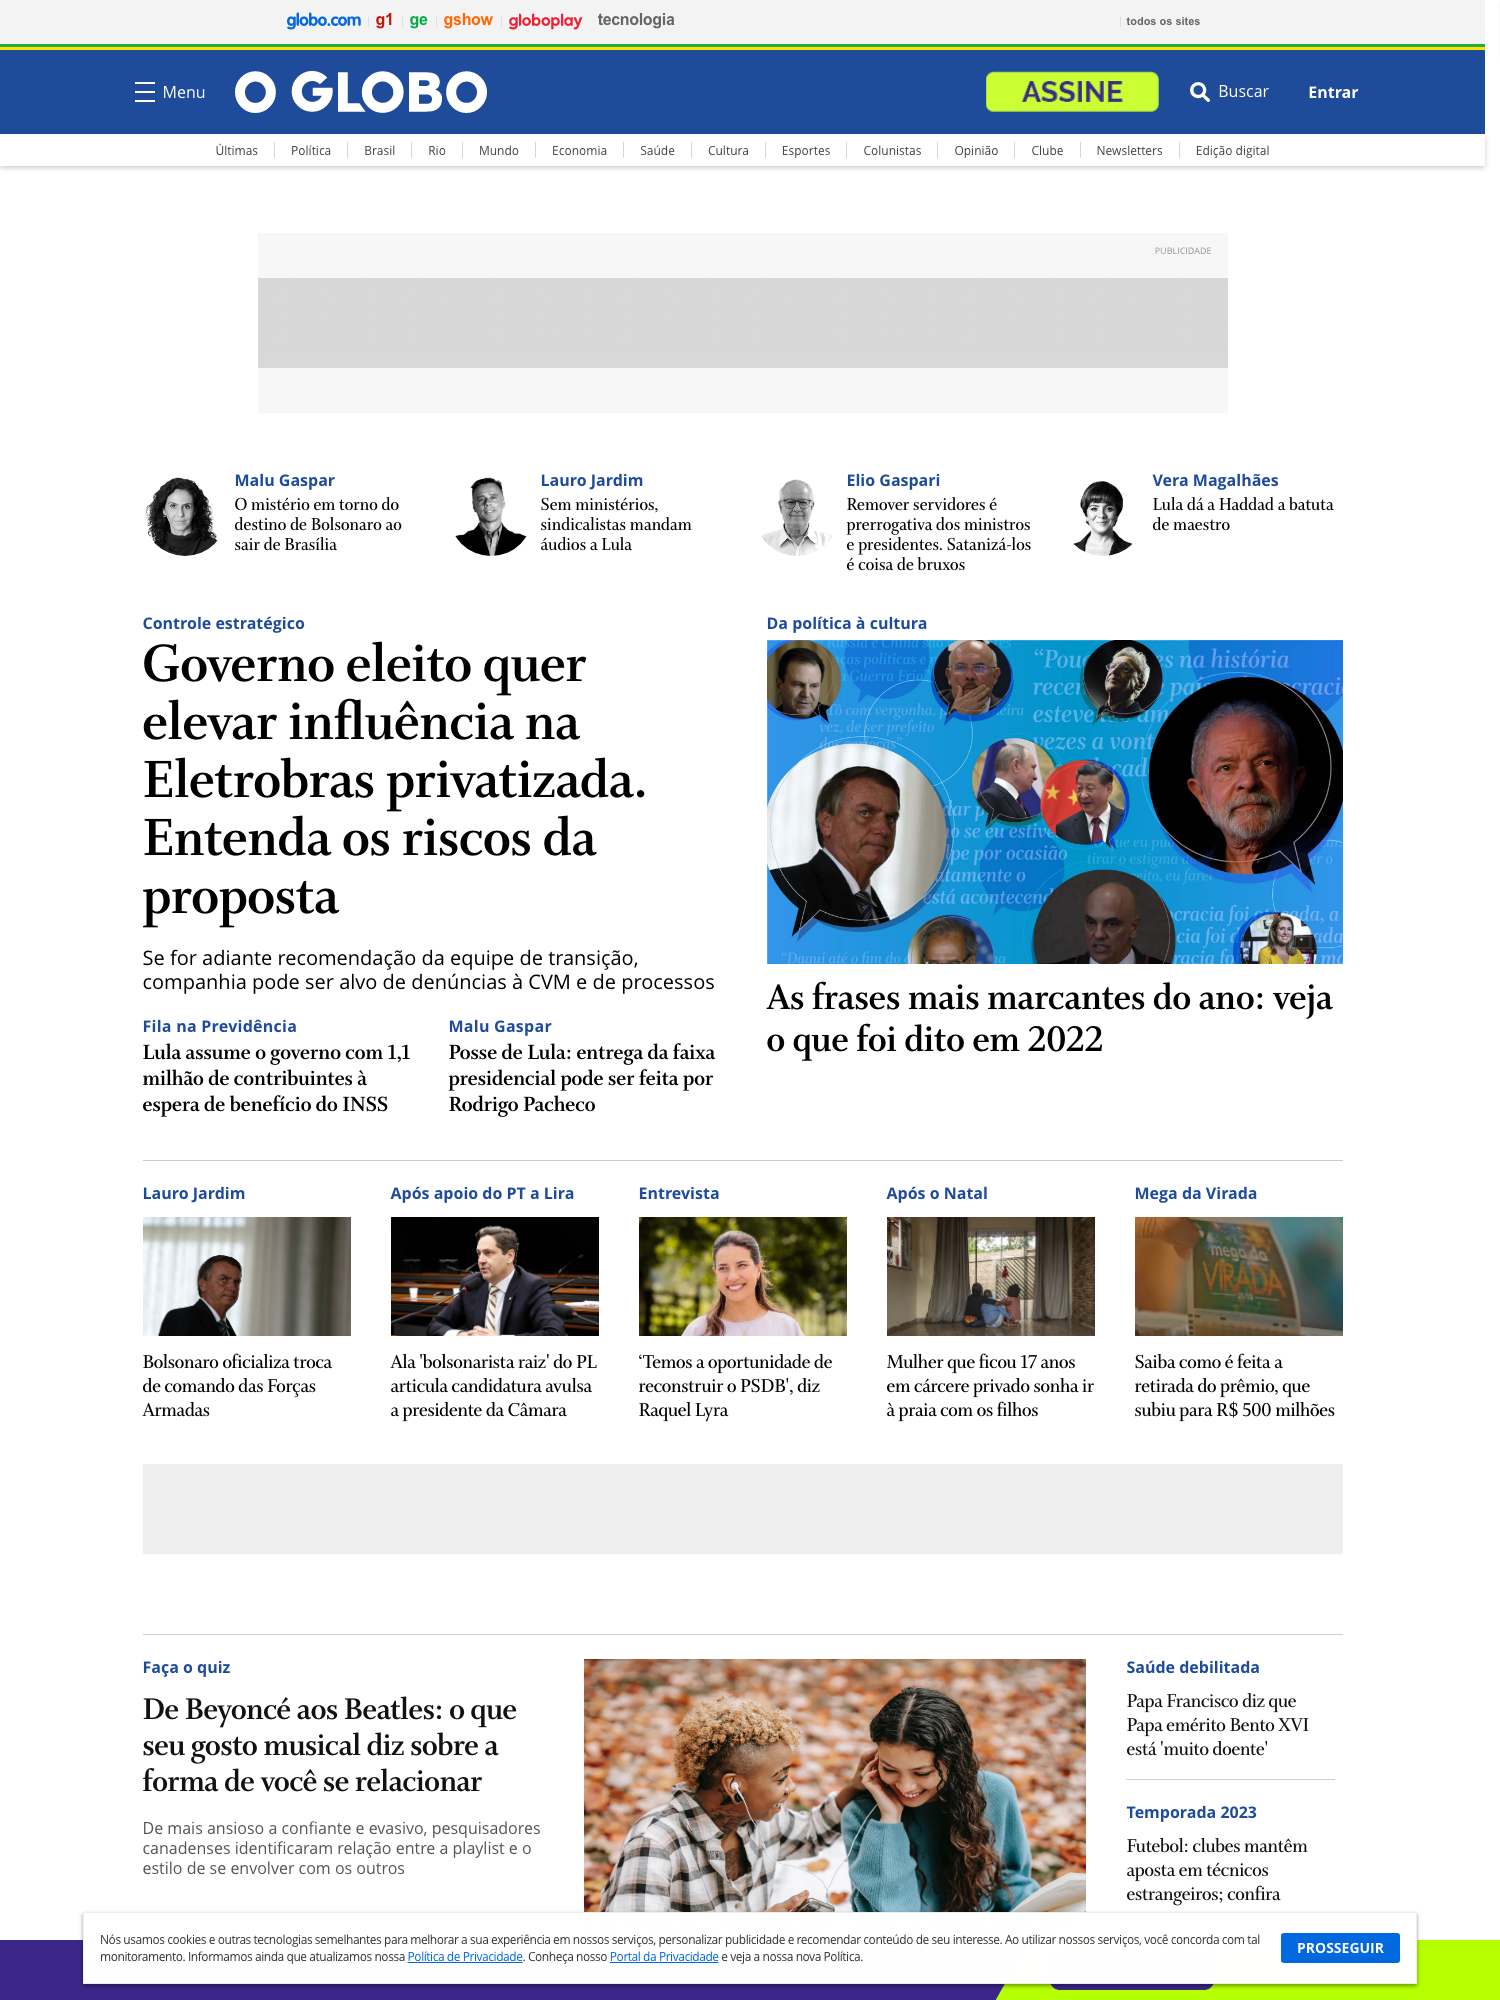 globo.com g1 ge gshow globoplay tecnologia todos os sites
Menu O GLOBO ASSINE Buscar Entrar
Últimas Política Brasil Rio Mundo Economia Saúde Cultura Esportes Colunistas Opinião Clube Newsletters Edição digital
PUBLICIDADE
Malu Gaspar
O mistério em torno do
destino de Bolsonaro ao
sair de Brasília
Lauro Jardim
Sem ministérios,
sindicalistas mandam
áudios a Lula
Elio Gaspari
Remover servidores é
prerrogativa dos ministros
e presidentes. Satanizá-los
é coisa de bruxos
Vera Magalhães
Lula dá a Haddad a batuta
de maestro
Controle estratégico
Governo eleito quer
elevar influência na
Eletrobras privatizada.
Entenda os riscos da
proposta
Se for adiante recomendação da equipe de transição,
companhia pode ser alvo de denúncias à CVM e de processos
Fila na Previdência
Lula assume o governo com 1,1
milhão de contribuintes à
espera de benefício do INSS
Malu Gaspar
Posse de Lula: entrega da faixa
presidencial pode ser feita por
Rodrigo Pacheco
Da política à cultura
As frases mais marcantes do ano: veja
o que foi dito em 2022
Lauro Jardim
Bolsonaro oficializa troca
de comando das Forças
Armadas
Após apoio do PT a Lira
Ala 'bolsonarista raiz' do PL
articula candidatura avulsa
a presidente da Câmara
Entrevista
‘Temos a oportunidade de
reconstruir o PSDB', diz
Raquel Lyra
Após o Natal
Mulher que ficou 17 anos
em cárcere privado sonha ir
à praia com os filhos
Mega da Virada
mega da
VIRADA
Saiba como é feita a
retirada do prêmio, que
subiu para R$ 500 milhões
Faça o quiz
De Beyoncé aos Beatles: o que
seu gosto musical diz sobre a
forma de você se relacionar
De mais ansioso a confiante e evasivo, pesquisadores
canadenses identificaram relação entre a playlist e o
estilo de se envolver com os outros
Saúde debilitada
Papa Francisco diz que
Papa emérito Bento XVI
está 'muito doente'
Temporada 2023
Futebol: clubes mantêm
aposta em técnicos
estrangeiros; confira
Nós usamos cookies e outras tecnologias semelhantes para melhorar a sua experiência em nossos serviços, personalizar publicidade e recomendar conteúdo de seu interesse. Ao utilizar nossos serviços, você concorda com tal
monitoramento. Informamos ainda que atualizamos nossa Política de Privacidade. Conheça nosso Portal da Privacidade e veja a nossa nova Política.
PROSSEGUIR